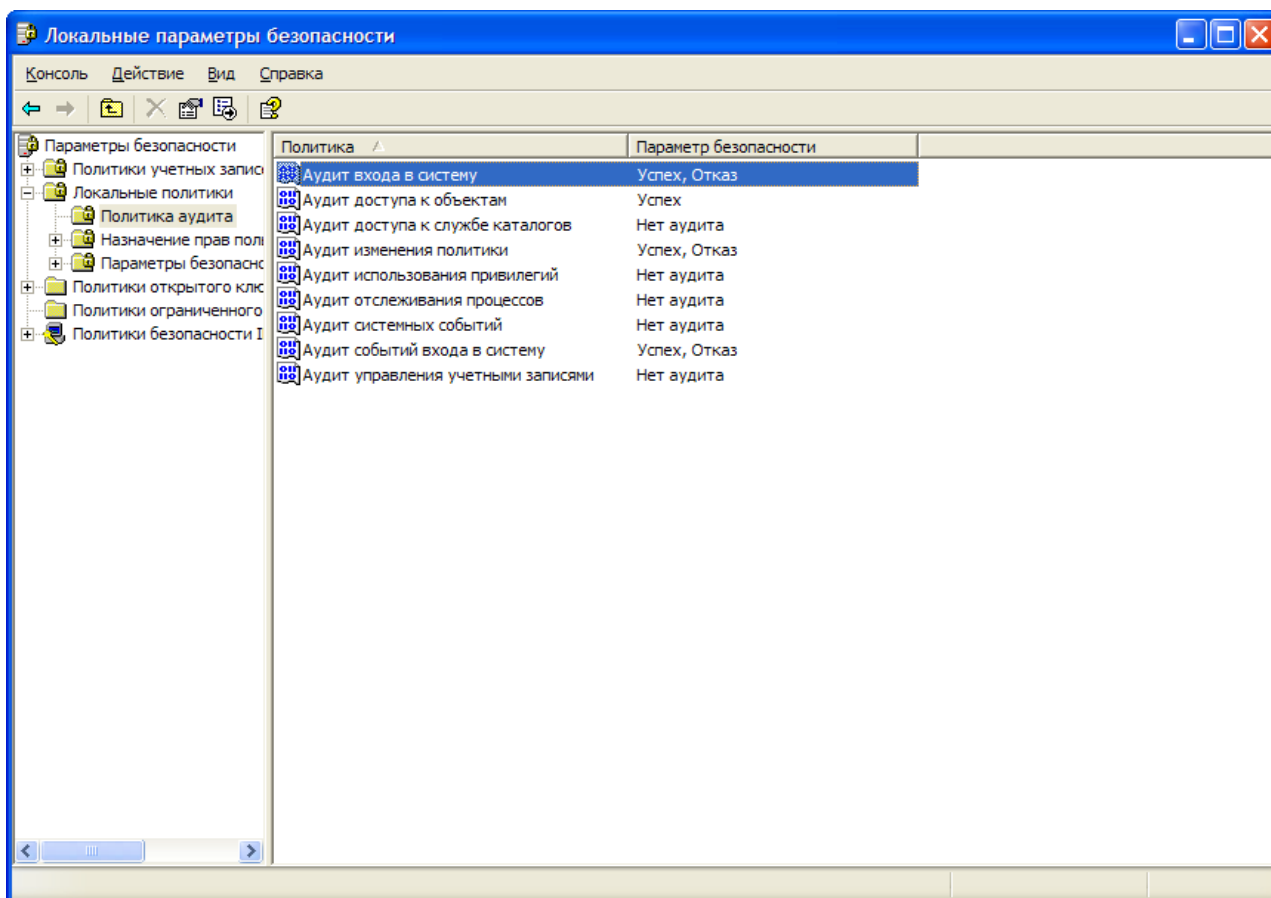 Локальные параметры безопасности
Консоль Действие Вид Справка
Параметры безопасности
Политики учетных запис
Локальные политики
Политика аудита
Назначение прав пол
Параметры безопасно
Политики открытого клю
Политики ограниченного
Политики безопасности I
Политика Параметр безопасности
Аудит входа в систему Успех, Отказ
Аудит доступа к объектам Успех
Аудит доступа к службе каталогов Нет аудита
Аудит изменения политики Успех, Отказ
Аудит использования привилегий Нет аудита
Аудит отслеживания процессов Нет аудита
Аудит системных событий Нет аудита
Аудит событий входа в систему Успех, Отказ
Аудит управления учетными записями Нет аудита